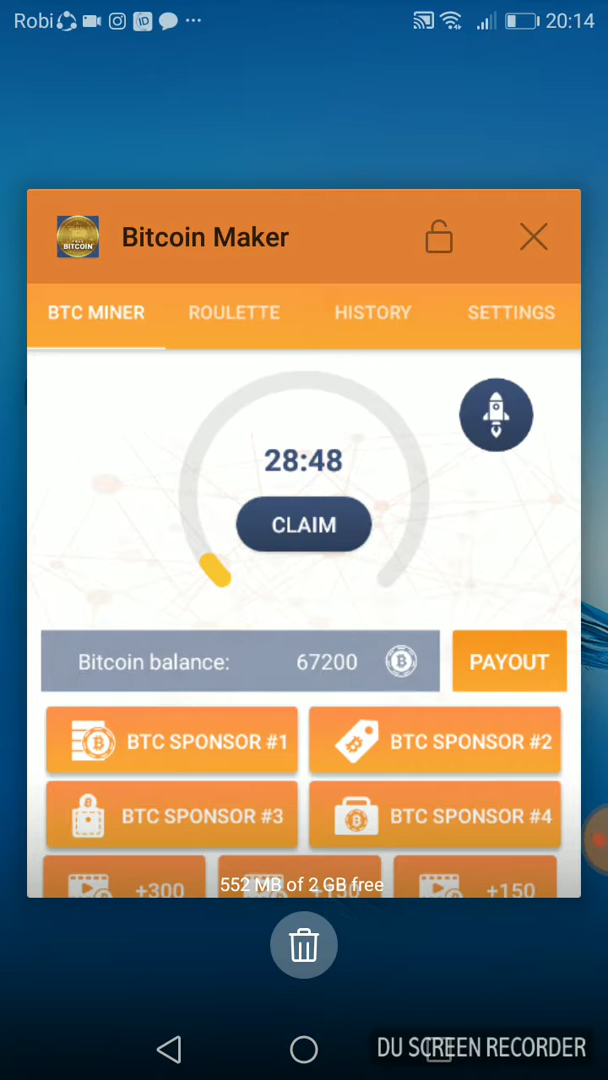 Robi 20:14
FREE BITCOIN
Bitcoin Maker
BTC MINER ROULETTE HISTORY SETTINGS
28:48
CLAIM
Bitcoin balance: 67200 PAYOUT
BTC SPONSOR #1 BTC SPONSOR #2
BTC SPONSOR #3 BTC SPONSOR #4
+300 +150 +150
552 MB of 2 GB free
DU SCREEN RECORDER